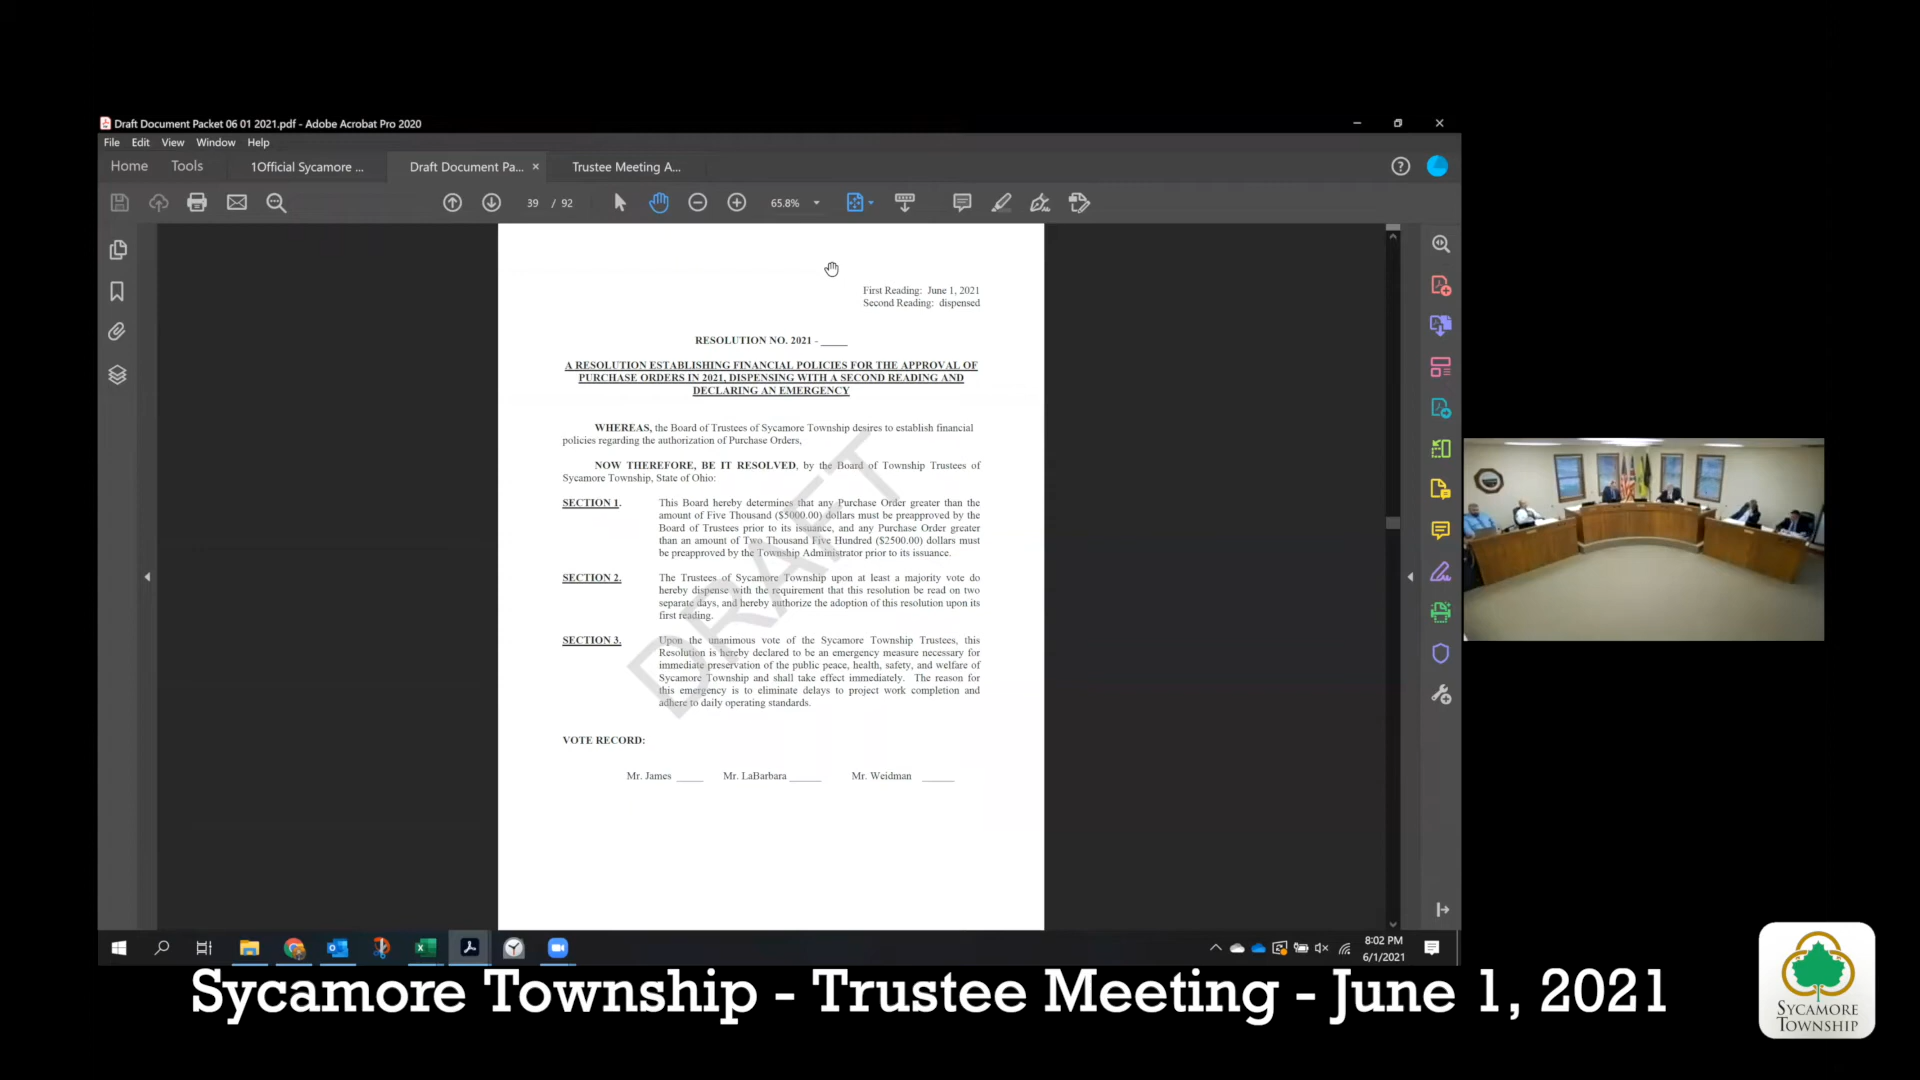 Draft Document Packet 06 01 2021.pdf - Adobe Acrobat Pro 2020
File Edit View Window Help
Home Tools 1Official Sycamore ... Draft Document Pa... × Trustee Meeting A...
39 / 92 65.8%
First Reading: June 1, 2021
Second Reading: dispensed
RESOLUTION NO. 2021 - _____
A RESOLUTION ESTABLISHING FINANCIAL POLICIES FOR THE APPROVAL OF
PURCHASE ORDERS IN 2021, DISPENSING WITH A SECOND READING AND
DECLARING AN EMERGENCY
WHEREAS, the Board of Trustees of Sycamore Township desires to establish financial
policies regarding the authorization of Purchase Orders,
NOW THEREFORE, BE IT RESOLVED, by the Board of Township Trustees of
Sycamore Township, State of Ohio:
SECTION 1. This Board hereby determines that any Purchase Order greater than the
amount of Five Thousand ($5000.00) dollars must be preapproved by the
Board of Trustees prior to its issuance, and any Purchase Order greater
than an amount of Two Thousand Five Hundred ($2500.00) dollars must
be preapproved by the Township Administrator prior to its issuance.
SECTION 2. The Trustees of Sycamore Township upon at least a majority vote do
hereby dispense with the requirement that this resolution be read on two
separate days, and hereby authorize the adoption of this resolution upon its
first reading.
SECTION 3. Upon the unanimous vote of the Sycamore Township Trustees, this
Resolution is hereby declared to be an emergency measure necessary for
immediate preservation of the public peace, health, safety, and welfare of
Sycamore Township and shall take effect immediately. The reason for
this emergency is to eliminate delays to project work completion and
adhere to daily operating standards.
VOTE RECORD:
Mr. James _____ Mr. LaBarbara ______ Mr. Weidman ______
DRAFT
8:02 PM
6/1/2021
Sycamore Township - Trustee Meeting - June 1, 2021
SYCAMORE
TOWNSHIP